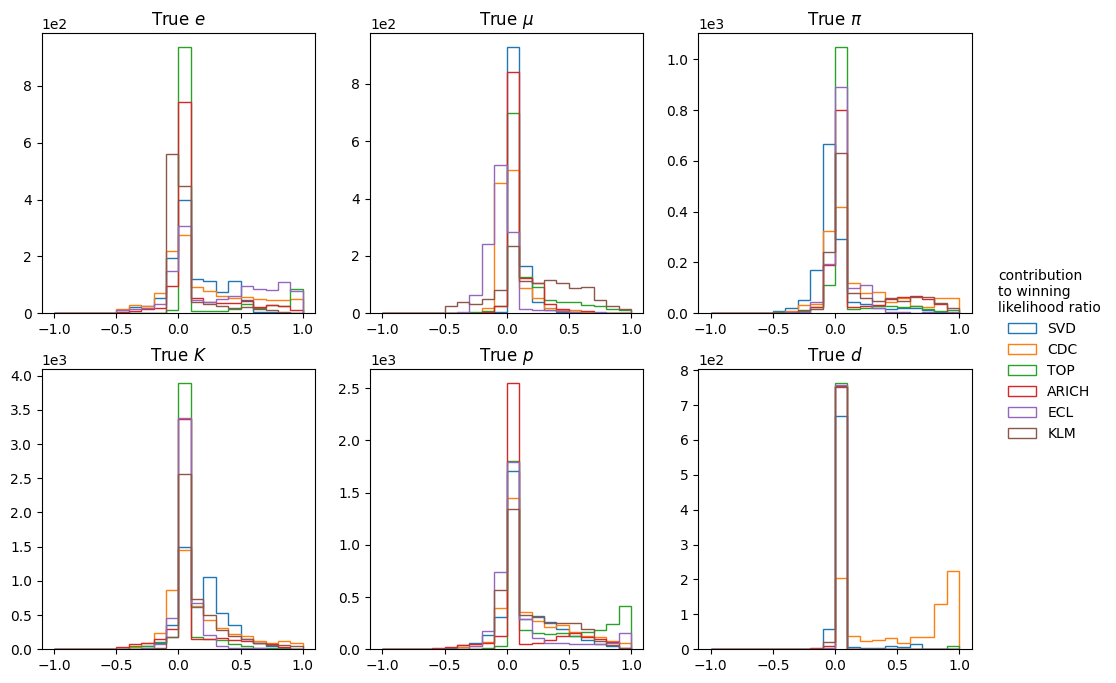 True e
True μ
True π
1e2
8
6
4
2
0
−1.0 −0.5 0.0 0.5 1.0
1e2
8
6
4
2
0
−1.0 −0.5 0.0 0.5 1.0
1e3
1.0
0.8
0.6
0.4
0.2
0.0
−1.0 −0.5 0.0 0.5 1.0
True K
True p
True d
1e3
4.0
3.5
3.0
2.5
2.0
1.5
1.0
0.5
0.0
−1.0 −0.5 0.0 0.5 1.0
1e3
2.5
2.0
1.5
1.0
0.5
0.0
−1.0 −0.5 0.0 0.5 1.0
1e2
8
7
6
5
4
3
2
1
0
−1.0 −0.5 0.0 0.5 1.0
contribution
to winning
likelihood ratio
SVD
CDC
TOP
ARICH
ECL
KLM